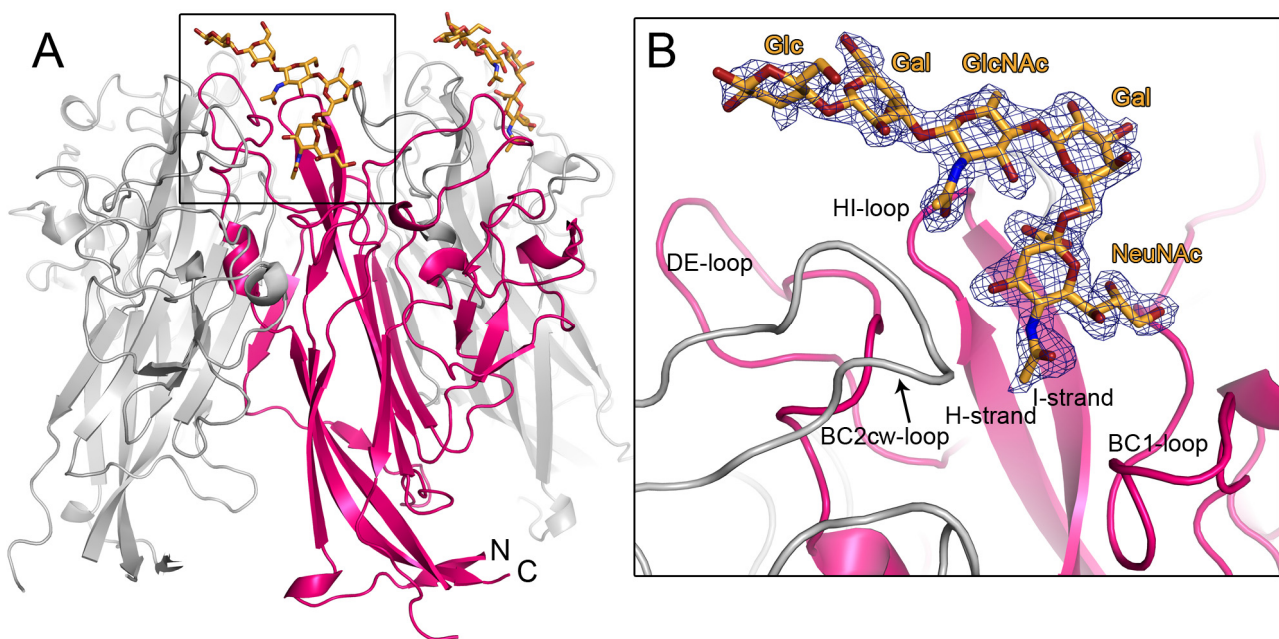 A
N
C
B
Glc
Gal
GlcNAc
Gal
HI-loop
DE-loop
NeuNAc
I-strand
H-strand
BC2cw-loop
BC1-loop